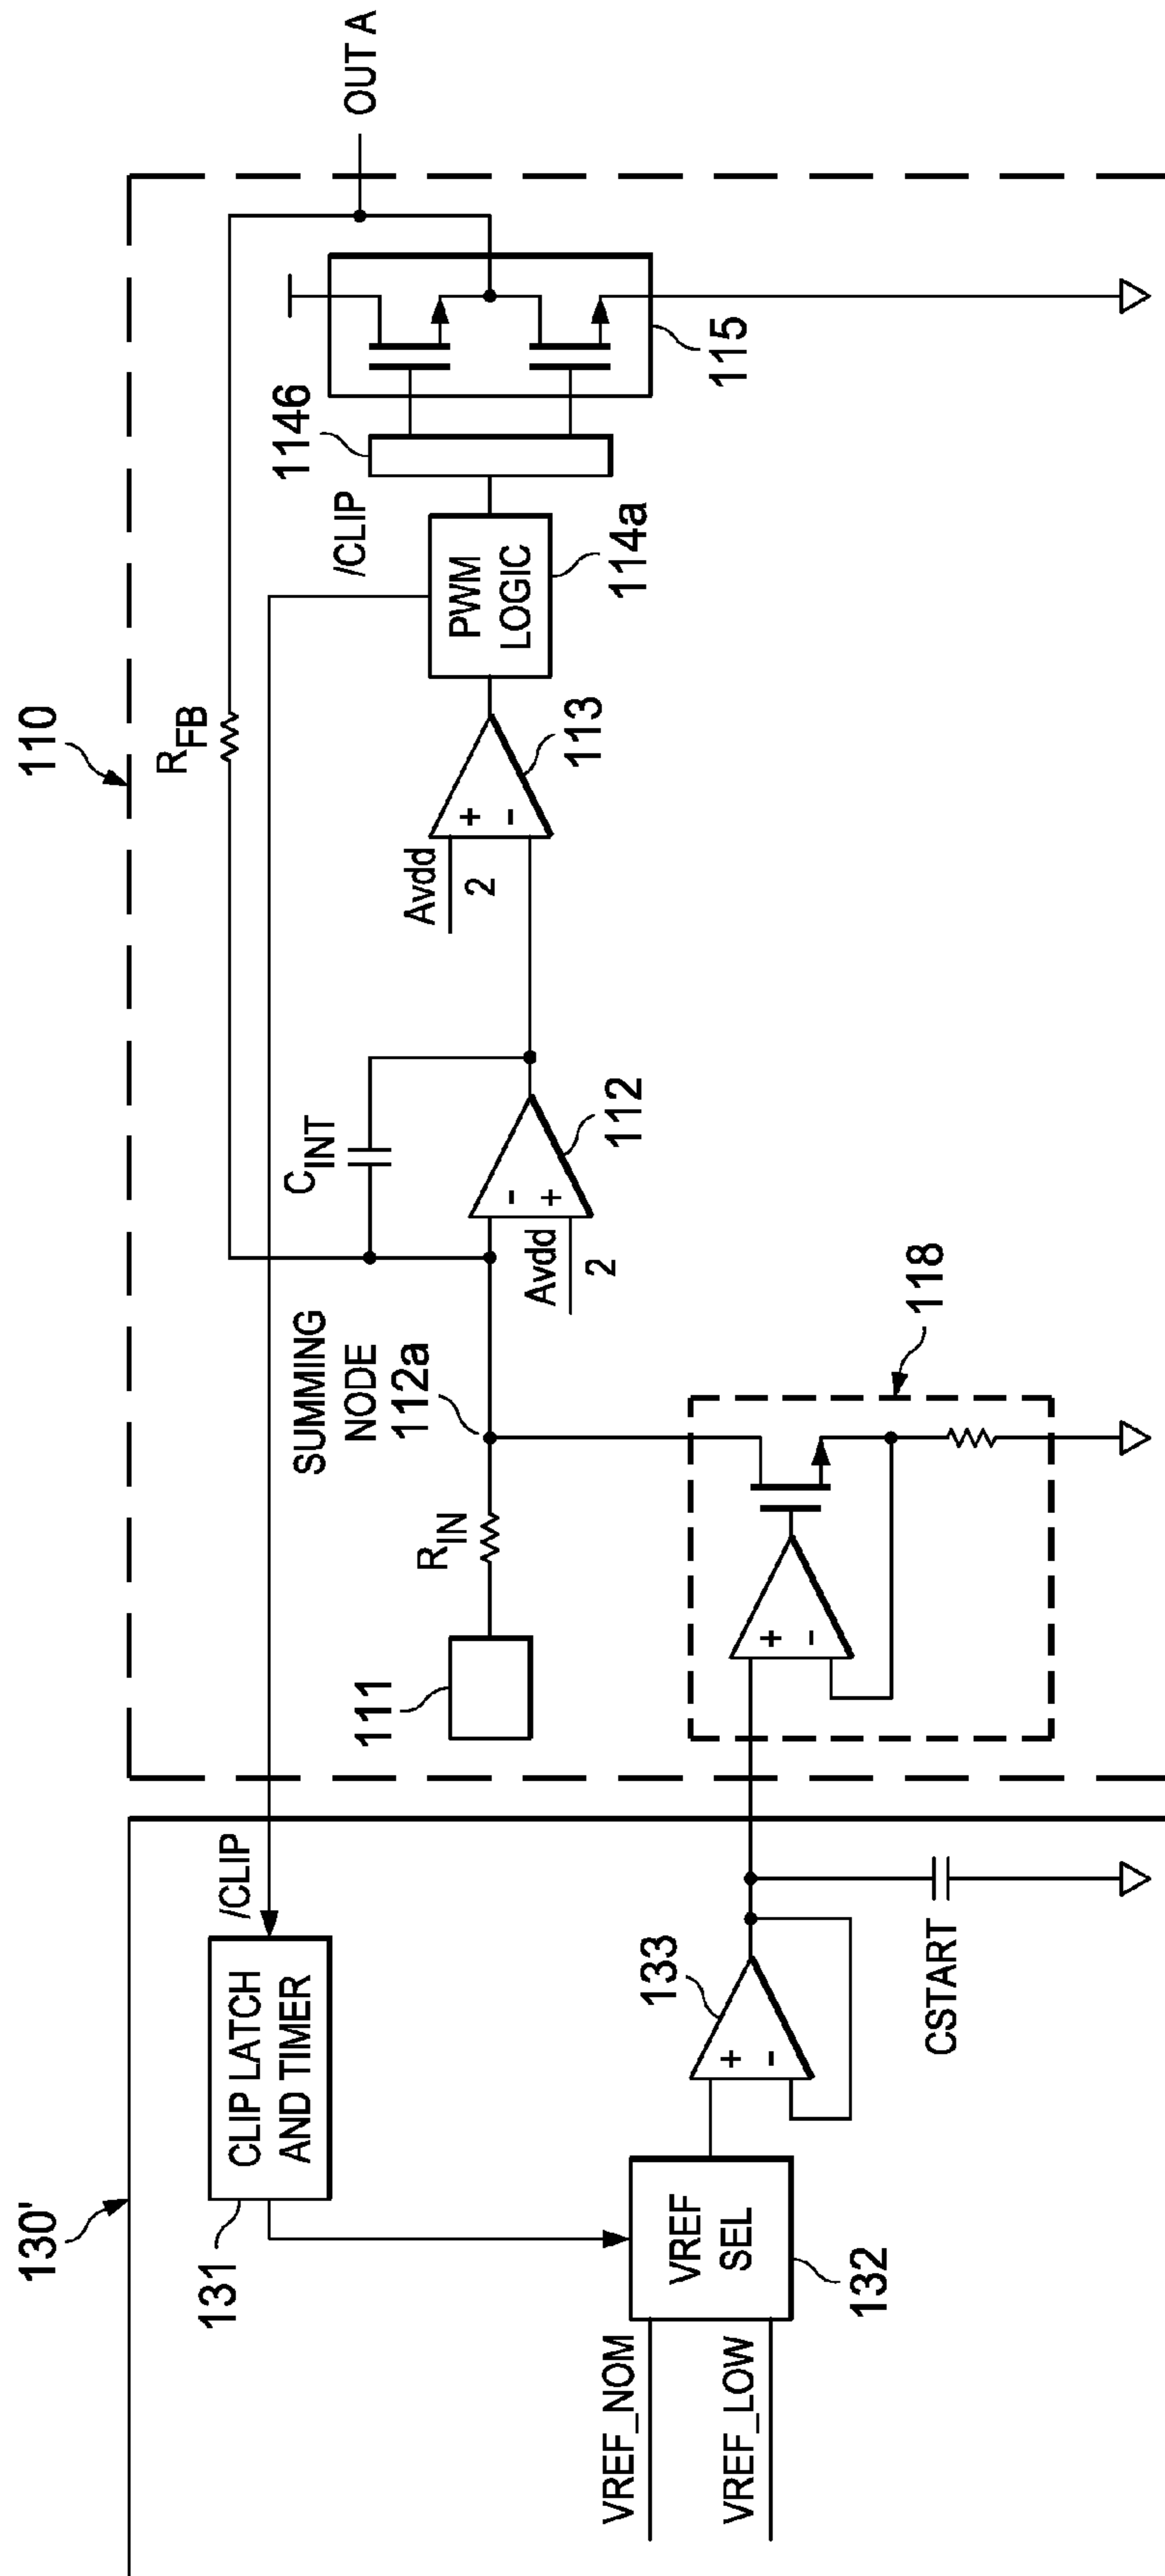 130'
110
OUT A
R_FB
/CLIP
CLIP LATCH
AND TIMER
131
/CLIP
1146
C_INT
SUMMING
NODE
112a
111
R_IN
Avdd
2
+
-
113
PWM
LOGIC
114a
115
-
+
Avdd
2
112
118
+
-
133
+
-
VREF_NOM
VREF_LOW
VREF
SEL
132
CSTART